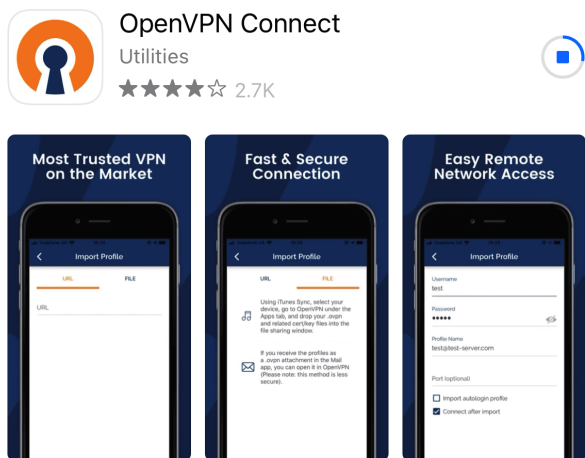 OpenVPN Connect
Utilities
2.7K
Most Trusted VPN
on the Market
Import Profile
URL
FILE
URL
Fast & Secure
Connection
Import Profile
URL
FILE
Using iTunes Sync, select your
device, go to OpenVPN under the
Apps tab, and drop your .ovpn
and related cert/key files into the
file sharing window.
If you receive the profiles as
a .ovpn attachment in the Mail
app, you can open it in OpenVPN
(Please note: this method is less
secure).
Easy Remote
Network Access
Import Profile
Username
test
Password
•••••
Profile Name
test@test-server.com
Port (optional)
Import autologin profile
Connect after import